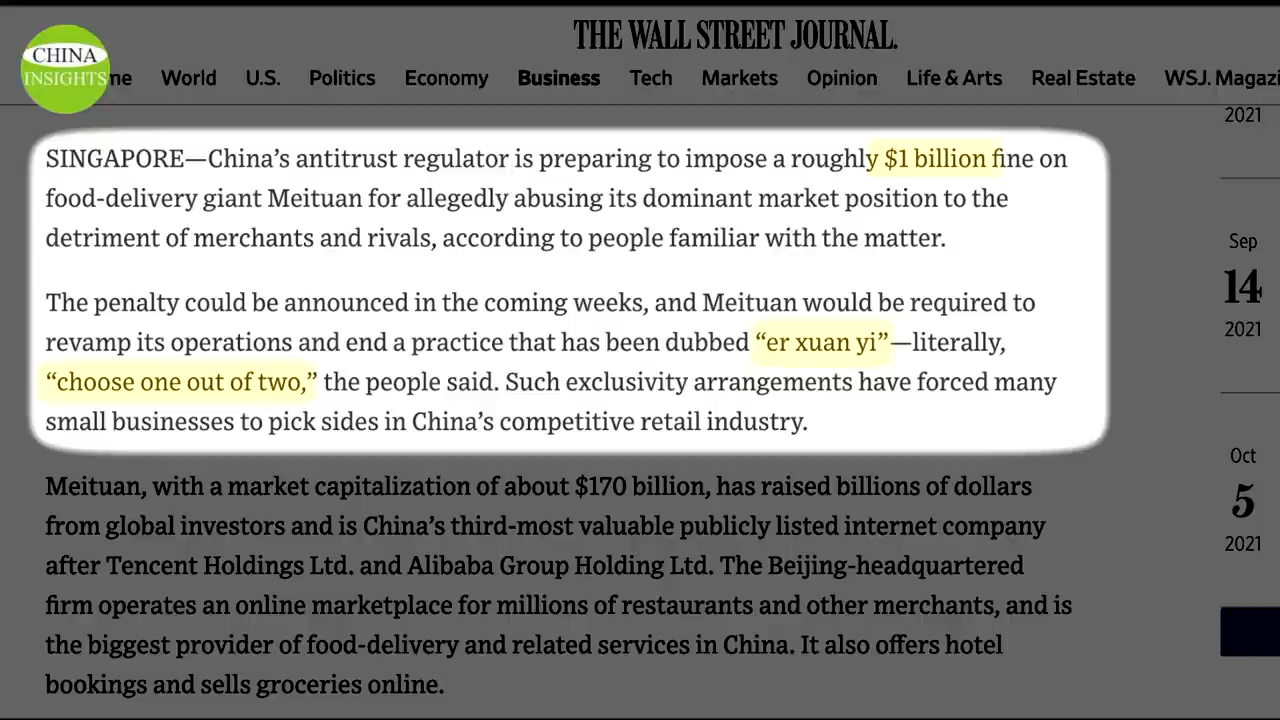 THE WALL STREET JOURNAL.
CHINA
INSIGHTS
me World U.S. Politics Economy Business Tech Markets Opinion Life & Arts Real Estate WSJ. Magazi
2021
SINGAPORE—China's antitrust regulator is preparing to impose a roughly $1 billion fine on
food-delivery giant Meituan for allegedly abusing its dominant market position to the
detriment of merchants and rivals, according to people familiar with the matter.
The penalty could be announced in the coming weeks, and Meituan would be required to
revamp its operations and end a practice that has been dubbed “er xuan yi”—literally,
“choose one out of two,” the people said. Such exclusivity arrangements have forced many
small businesses to pick sides in China’s competitive retail industry.
Meituan, with a market capitalization of about $170 billion, has raised billions of dollars
from global investors and is China’s third-most valuable publicly listed internet company
after Tencent Holdings Ltd. and Alibaba Group Holding Ltd. The Beijing-headquartered
firm operates an online marketplace for millions of restaurants and other merchants, and is
the biggest provider of food-delivery and related services in China. It also offers hotel
bookings and sells groceries online.
Sep
14
2021
Oct
5
2021